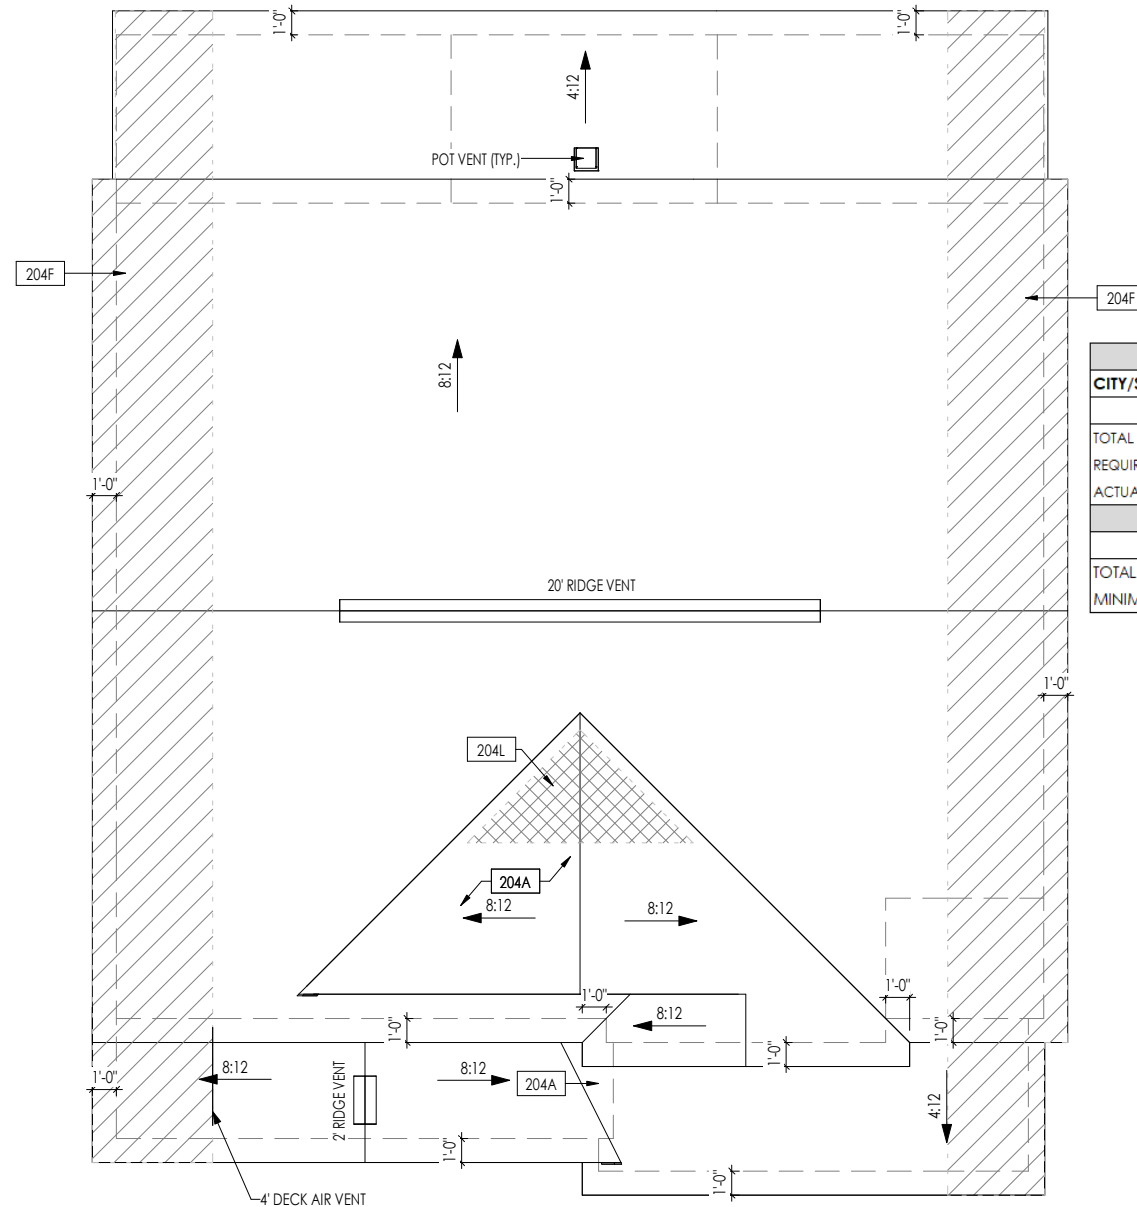 1'-0"
1'-0"
4:12
POT VENT (TYP.)
1'-0"
204F
204F
8:12
CITY/S
TOTAL
REQUIR
ACTUA
TOTAL
MINIM
1'-0"
20' RIDGE VENT
1'-0"
204L
204A
8:12
8:12
1'-0"
1'-0"
8:12
1'-0"
1'-0"
1'-0"
1'-0"
8:12
2' RIDGE VENT
8:12
204A
4:12
1'-0"
1'-0"
4' DECK AIR VENT